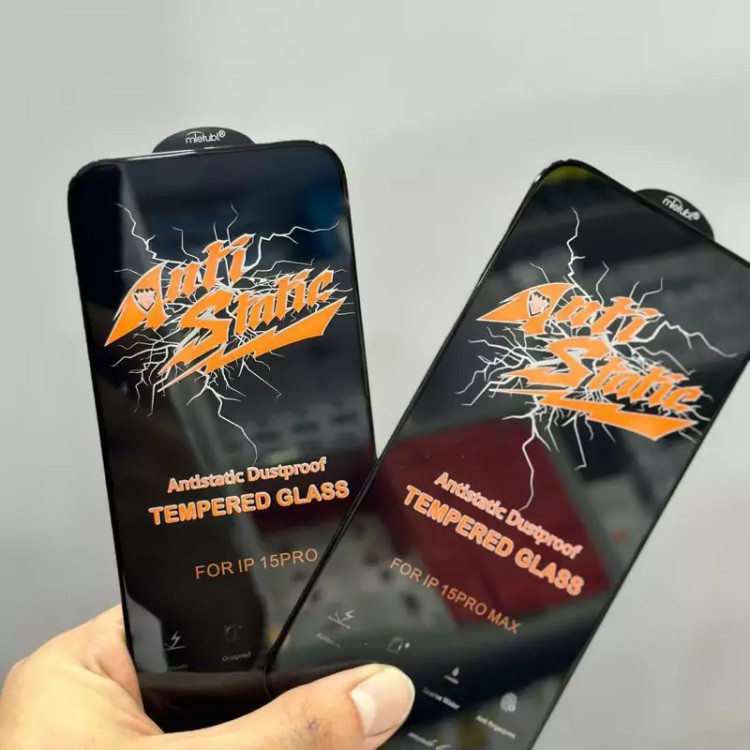 mietubl®
Anti
Static
Antistatic Dustproof
TEMPERED GLASS
FOR IP 15PRO
Dustproof
mietubl®
Anti
Static
Antistatic Dustproof
TEMPERED GLASS
FOR IP 15PRO MAX
Anti fingerprint